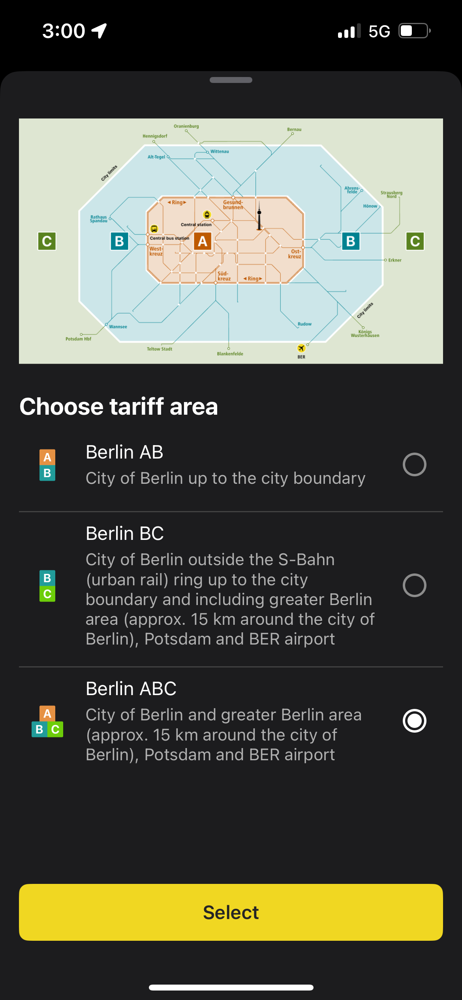 3:00
5G
Oranienburg
Bernau
Hennigsdorf
Wittenau
Alt-Tegel
City limits
Ahrens-
felde
Strausberg
Nord
Ring
Gesund-
brunnen
Hönow
Rathaus
Spandau
Central station
Central bus station
C
B
A
B
C
West-
kreuz
Ost-
kreuz
Erkner
Süd-
kreuz
Ring
City limits
Wannsee
Rudow
Königs
Wusterhausen
Potsdam Hbf
Teltow Stadt
Blankenfelde
BER
Choose tariff area
A
B
Berlin AB
City of Berlin up to the city boundary
B
C
Berlin BC
City of Berlin outside the S-Bahn
(urban rail) ring up to the city
boundary and including greater Berlin
area (approx. 15 km around the city of
Berlin), Potsdam and BER airport
A
B C
Berlin ABC
City of Berlin and greater Berlin area
(approx. 15 km around the city of
Berlin), Potsdam and BER airport
Select